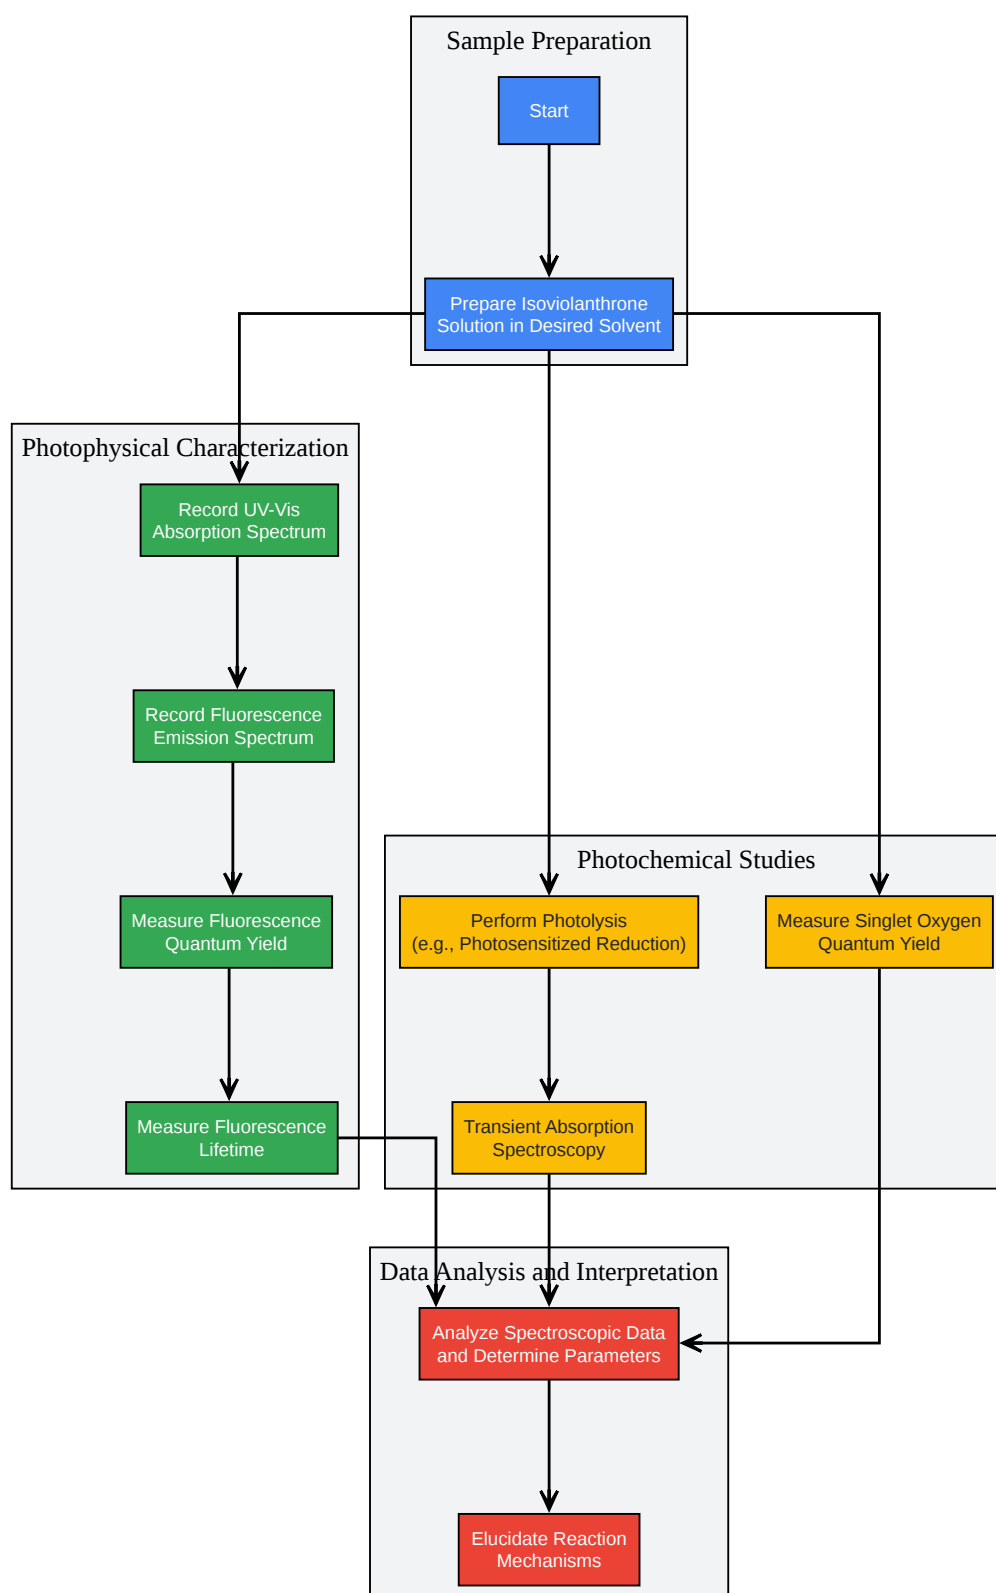 Sample Preparation
Start
Prepare Isoviolanthrone
Solution in Desired Solvent
Photophysical Characterization
Record UV-Vis
Absorption Spectrum
Record Fluorescence
Emission Spectrum
Measure Fluorescence
Quantum Yield
Measure Fluorescence
Lifetime
Photochemical Studies
Perform Photolysis
(e.g., Photosensitized Reduction)
Measure Singlet Oxygen
Quantum Yield
Transient Absorption
Spectroscopy
Data Analysis and Interpretation
Analyze Spectroscopic Data
and Determine Parameters
Elucidate Reaction
Mechanisms